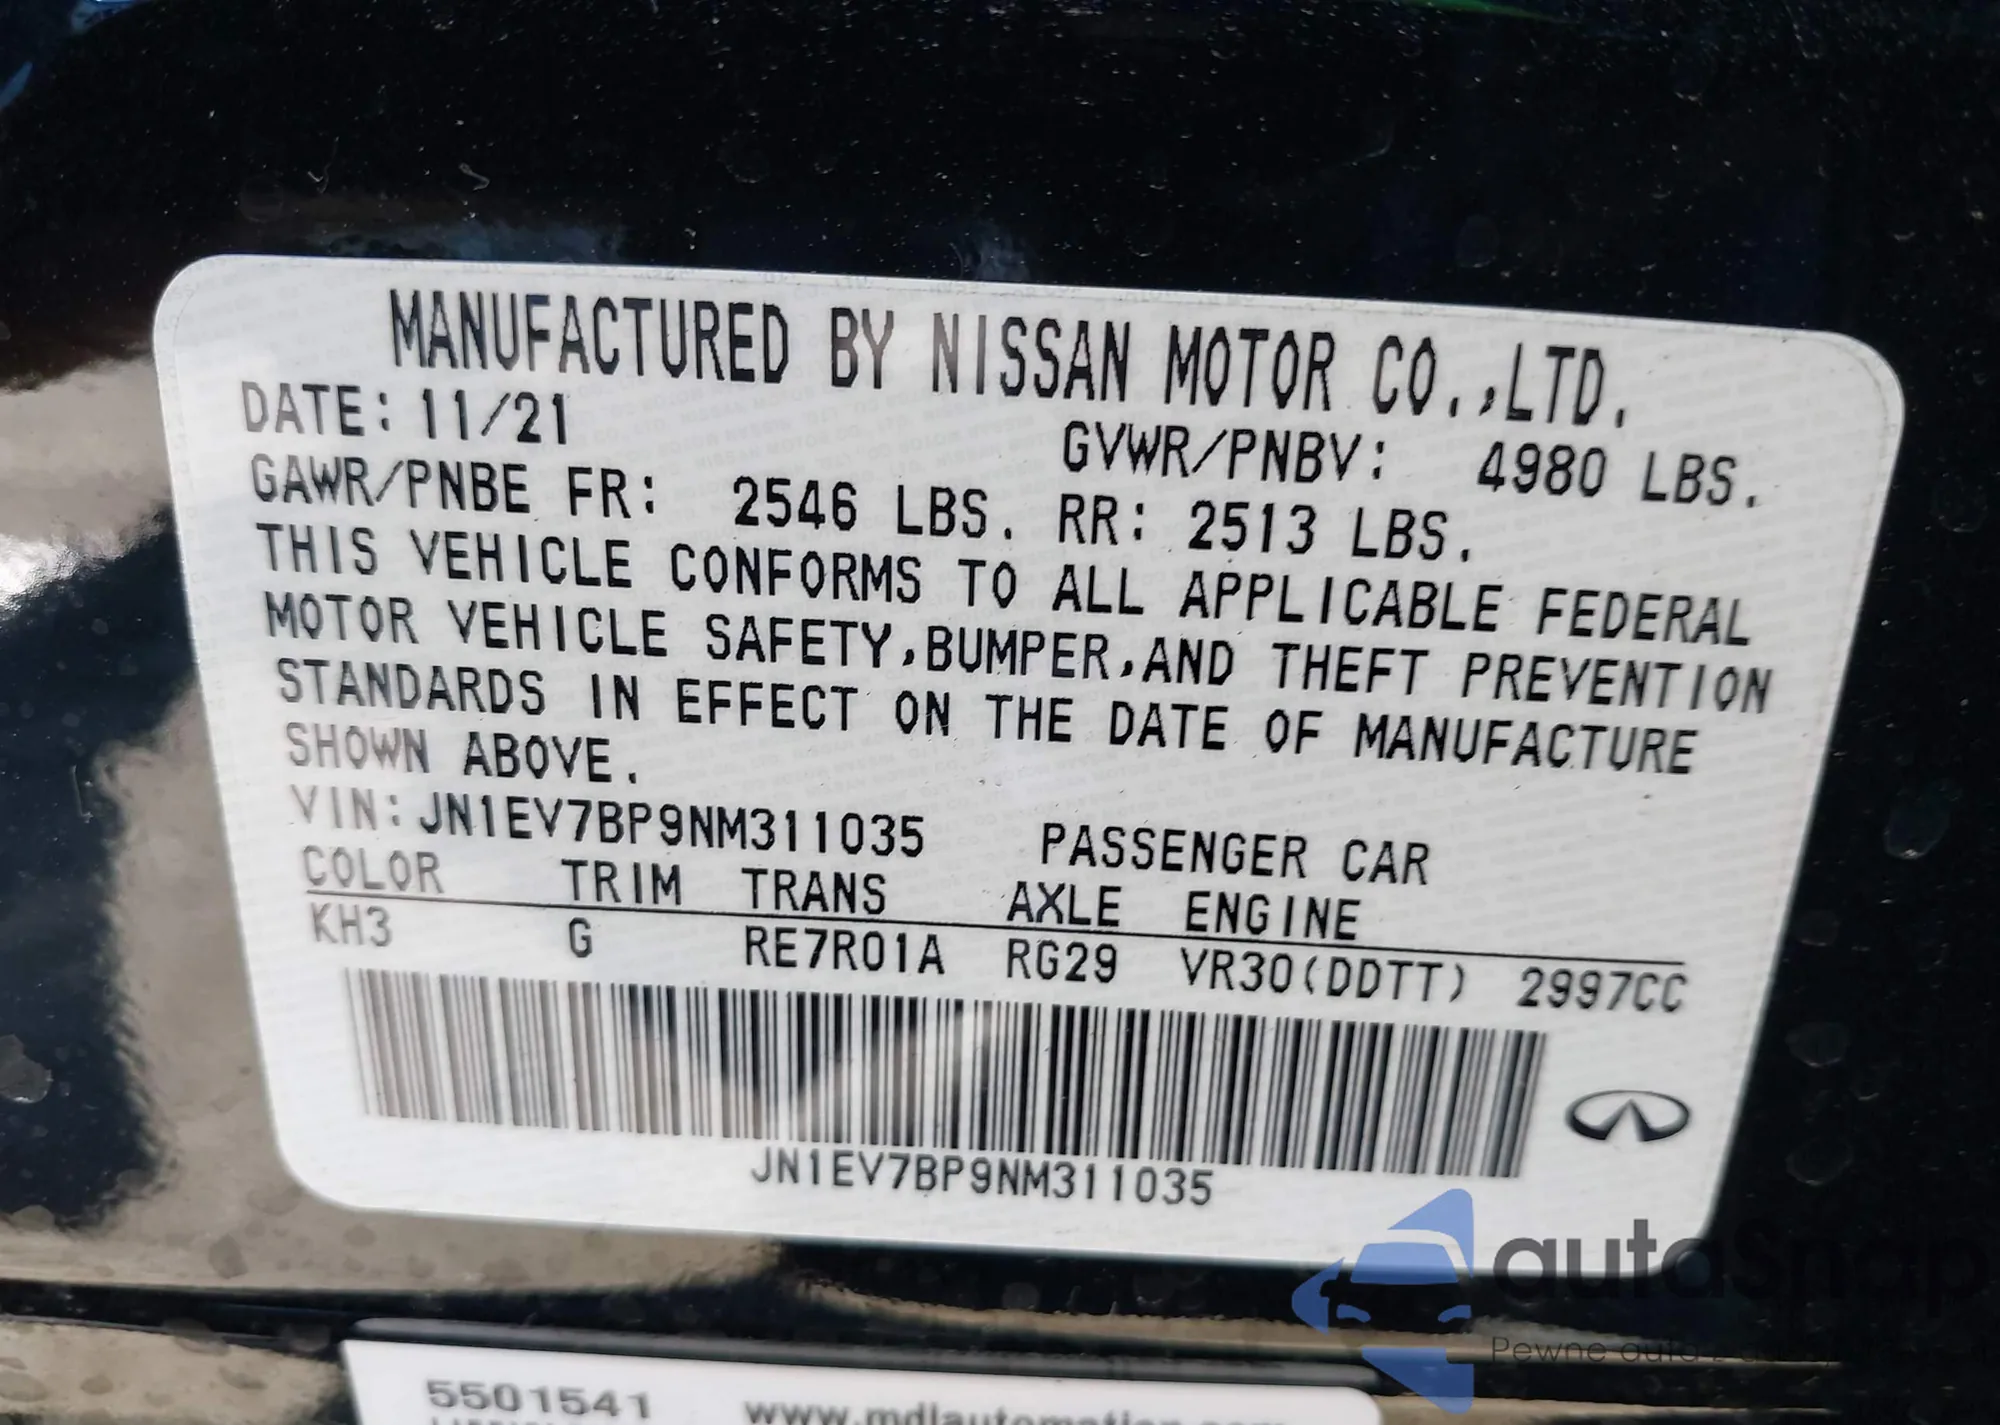 MANUFACTURED BY NISSAN MOTOR CO.,LTD.
DATE: 11/21
GVWR/PNBV: 4980 LBS.
GAWR/PNBE FR: 2546 LBS. RR: 2513 LBS.
THIS VEHICLE CONFORMS TO ALL APPLICABLE FEDERAL
MOTOR VEHICLE SAFETY,BUMPER,AND THEFT PREVENTION
STANDARDS IN EFFECT ON THE DATE OF MANUFACTURE
SHOWN ABOVE.
VIN:JN1EV7BP9NM311035 PASSENGER CAR
COLOR TRIM TRANS AXLE ENGINE
KH3 G RE7R01A RG29 VR30(DDTT) 2997CC
JN1EV7BP9NM311035
autoshop
Pewne auto z
5501541